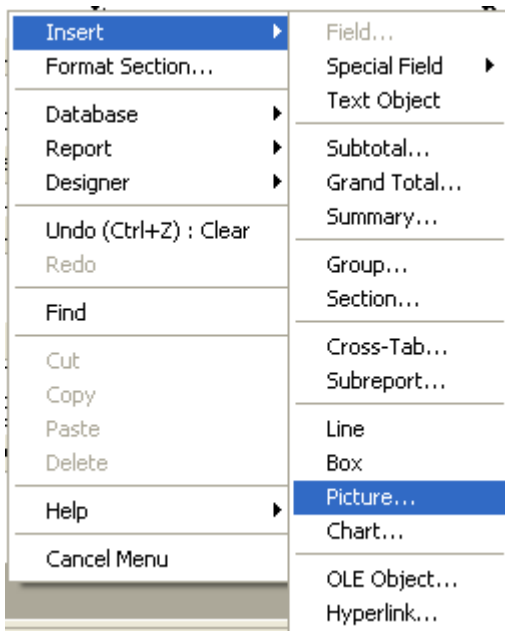 Insert
Format Section...
Database
Report
Designer
Undo (Ctrl+Z) : Clear
Redo
Find
Cut
Copy
Paste
Delete
Help
Cancel Menu
Field...
Special Field
Text Object
Subtotal...
Grand Total...
Summary...
Group...
Section...
Cross-Tab...
Subreport...
Line
Box
Picture...
Chart...
OLE Object...
Hyperlink...